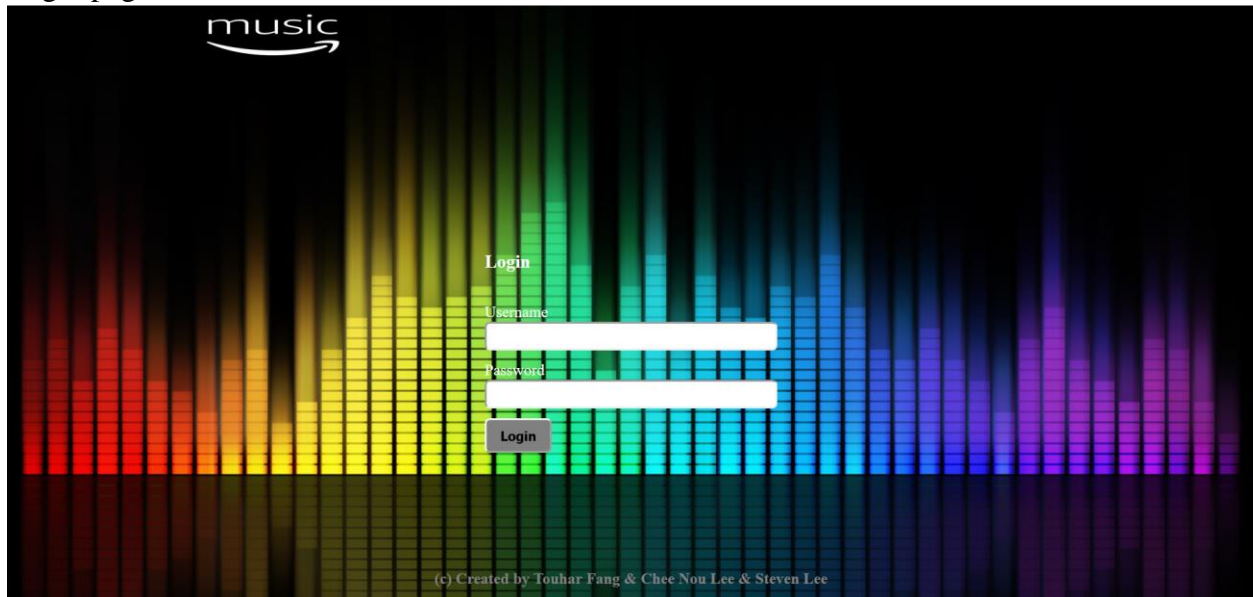 music
Login
Username
Password
Login
(c) Created by Touhar Fang & Chee Nou Lee & Steven Lee